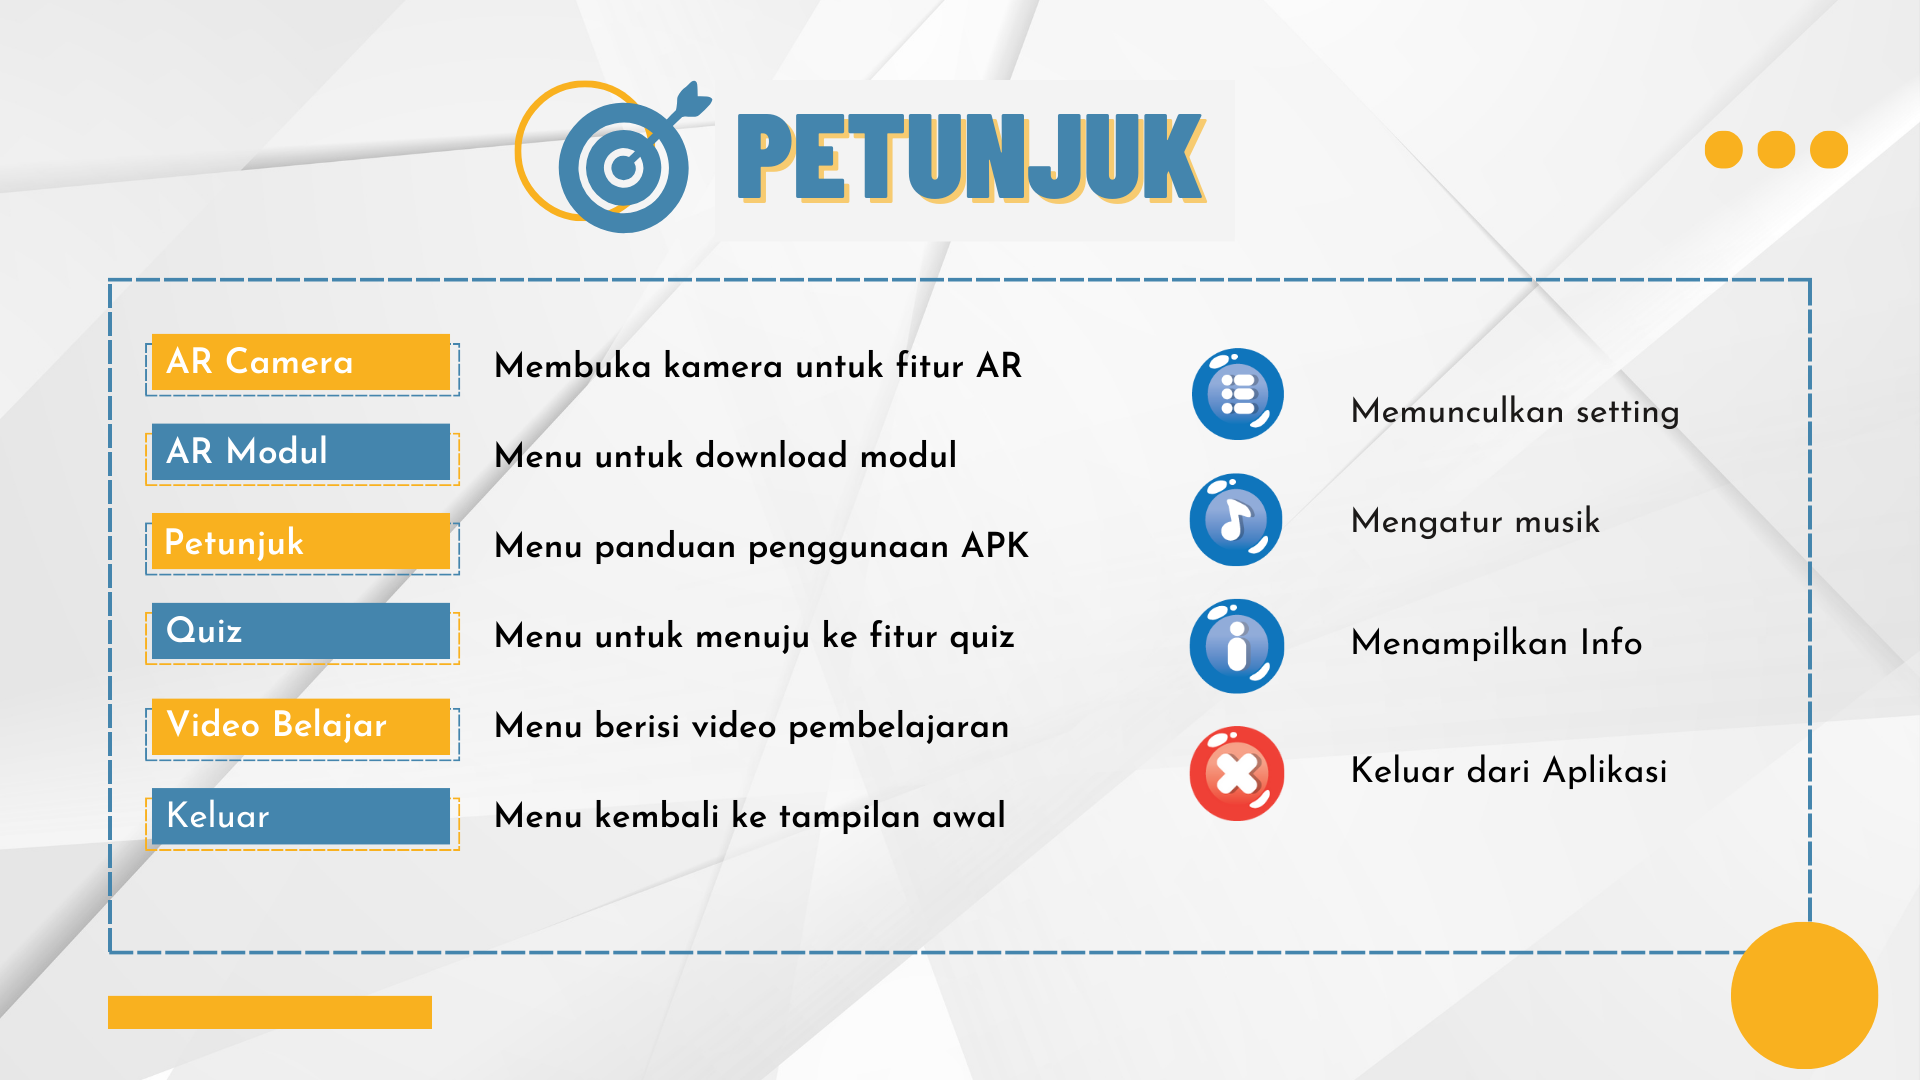 PETUNJUK
AR Camera
Membuka kamera untuk fitur AR
AR Modul
Menu untuk download modul
Petunjuk
Menu panduan penggunaan APK
Quiz
Menu untuk menuju ke fitur quiz
Video Belajar
Menu berisi video pembelajaran
Keluar
Menu kembali ke tampilan awal
Memunculkan setting
Mengatur musik
Menampilkan Info
Keluar dari Aplikasi